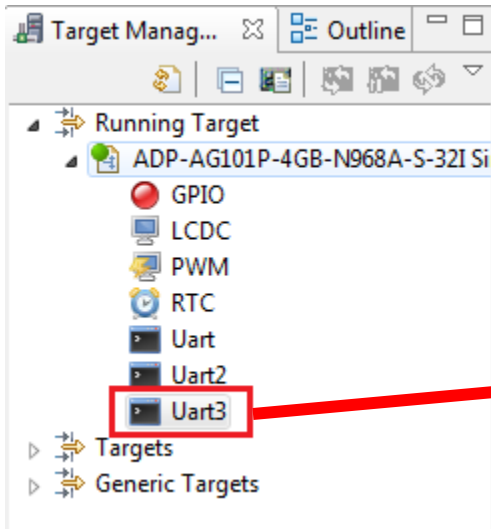 Target Manag... Outline
Running Target
ADP-AG101P-4GB-N968A-S-32I Si
GPIO
LCDC
PWM
RTC
Uart
Uart2
Uart3
Targets
Generic Targets